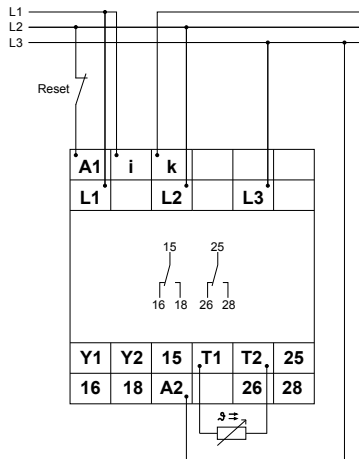 L1
L2
L3
Reset
A1 i k
L1 L2 L3
15 25
16 18 26 28
Y1 Y2 15 T1 T2 25
16 18 A2 26 28
ϑ